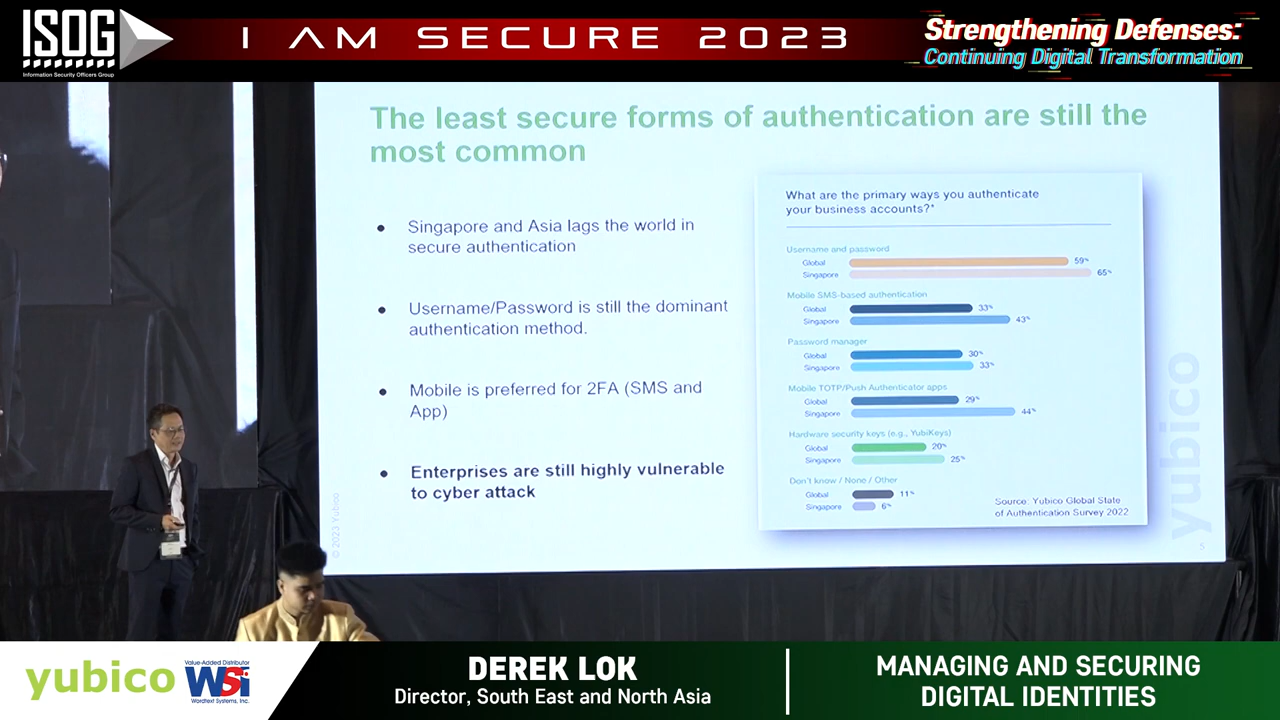 ISOG
Information Security Officers Group
I AM SECURE 2023
Strengthening Defenses:
Continuing Digital Transformation
The least secure forms of authentication are still the
most common
• Singapore and Asia lags the world in
secure authentication
• Username/Password is still the dominant
authentication method.
• Mobile is preferred for 2FA (SMS and
App)
• Enterprises are still highly vulnerable
to cyber attack
What are the primary ways you authenticate
your business accounts?*
Username and password
Global 59%
Singapore 65%
Mobile SMS-based authentication
Global 33%
Singapore 43%
Password manager
Global 30%
Singapore 33%
Mobile TOTP/Push Authenticator apps
Global 29%
Singapore 44%
Hardware security keys (e.g., YubiKeys)
Global 20%
Singapore 25%
Don't know / None / Other
Global 11%
Singapore 6%
Source: Yubico Global State
of Authentication Survey 2022
© 2023 Yubico
yubico
5
yubico
Value-Added Distributor
WSI
Wordtext Systems, Inc.
DEREK LOK
Director, South East and North Asia
MANAGING AND SECURING
DIGITAL IDENTITIES